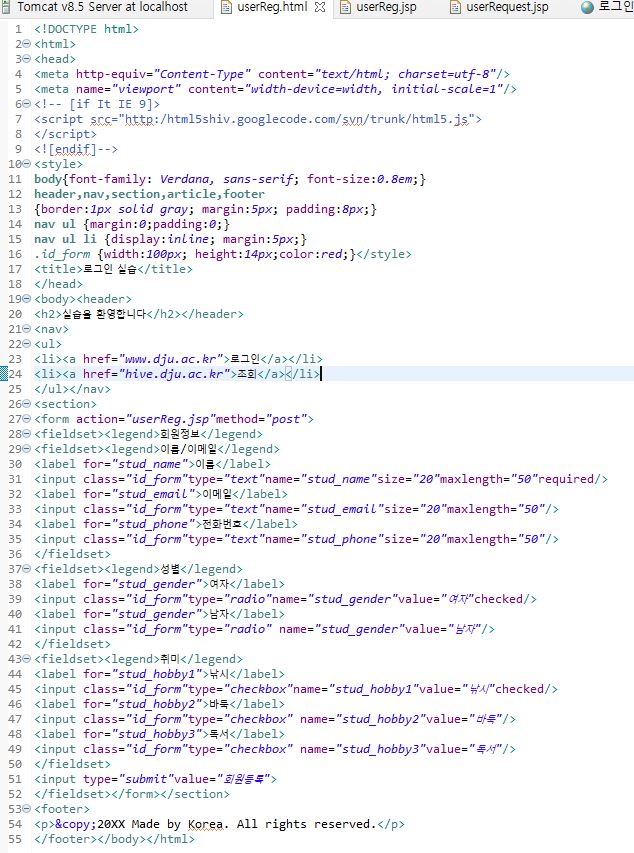 Tomcat v8.5 Server at localhost userReg.html userReg.jsp userRequest.jsp 로그인
1 <!DOCTYPE html>
2 <html>
3 <head>
4 <meta http-equiv="Content-Type" content="text/html; charset=utf-8"/>
5 <meta name="viewport" content="width-device=width, initial-scale=1"/>
6 <!-- [if It IE 9]>
7 <script src="http:/html5shiv.googlecode.com/svn/trunk/html5.js">
8 </script>
9 <![endif]-->
10 <style>
11 body{font-family: Verdana, sans-serif; font-size:0.8em;}
12 header,nav,section,article,footer
13 {border:1px solid gray; margin:5px; padding:8px;}
14 nav ul {margin:0;padding:0;}
15 nav ul li {display:inline; margin:5px;}
16 .id_form {width:100px; height:14px;color:red;}</style>
17 <title>로그인 실습</title>
18 </head>
19 <body><header>
20 <h2>실습을 환영합니다</h2></header>
21 <nav>
22 <ul>
23 <li><a href="www.dju.ac.kr">로그인</a></li>
24 <li><a href="hive.dju.ac.kr">조회</a></li>
25 </ul></nav>
26 <section>
27 <form action="userReg.jsp"method="post">
28 <fieldset><legend>회원정보</legend>
29 <fieldset><legend>이름/이메일</legend>
30 <label for="stud_name">이름</label>
31 <input class="id_form"type="text"name="stud_name"size="20"maxlength="50"required/>
32 <label for="stud_email">이메일</label>
33 <input class="id_form"type="text"name="stud_email"size="20"maxlength="50"/>
34 <label for="stud_phone">전화번호</label>
35 <input class="id_form"type="text"name="stud_phone"size="20"maxlength="50"/>
36 </fieldset>
37 <fieldset><legend>성별</legend>
38 <label for="stud_gender">여자</label>
39 <input class="id_form"type="radio"name="stud_gender"value="여자"checked/>
40 <label for="stud_gender">남자</label>
41 <input class="id_form"type="radio" name="stud_gender"value="남자"/>
42 </fieldset>
43 <fieldset><legend>취미</legend>
44 <label for="stud_hobby1">낚시</label>
45 <input class="id_form"type="checkbox"name="stud_hobby1"value="낚시"checked/>
46 <label for="stud_hobby2">바둑</label>
47 <input class="id_form"type="checkbox" name="stud_hobby2"value="바둑"/>
48 <label for="stud_hobby3">독서</label>
49 <input class="id_form"type="checkbox" name="stud_hobby3"value="독서"/>
50 </fieldset>
51 <input type="submit"value="회원등록">
52 </fieldset></form></section>
53 <footer>
54 <p>&copy;20XX Made by Korea. All rights reserved.</p>
55 </footer></body></html>